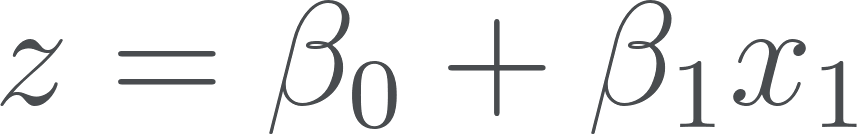 z = β₀ + β₁x₁